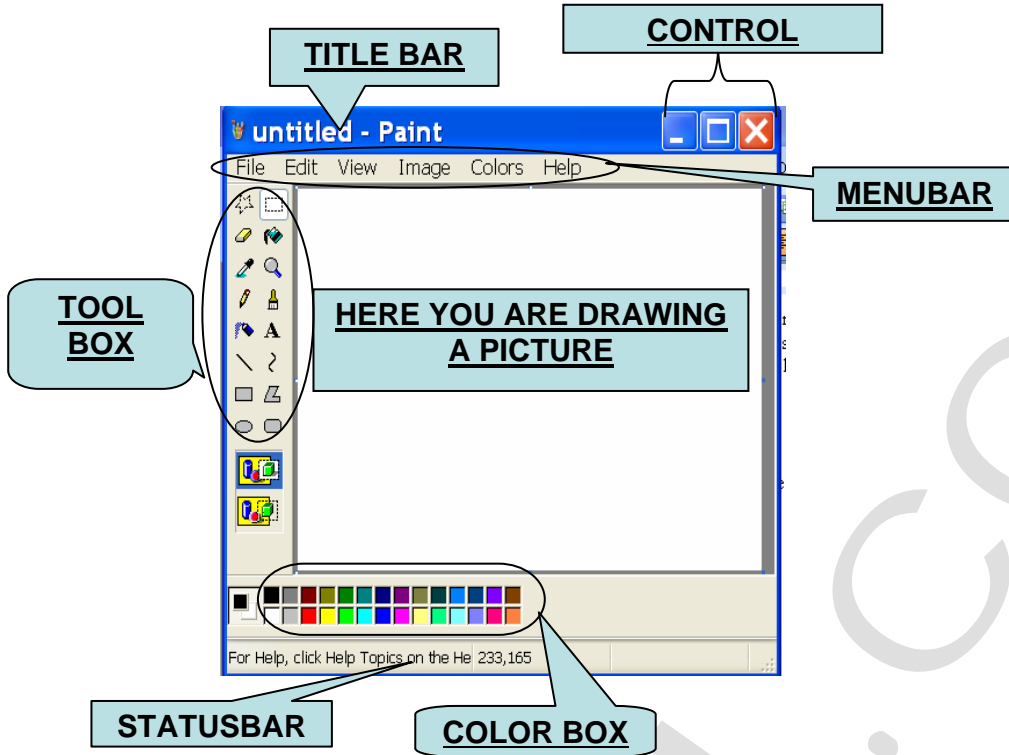 CONTROL
TITLE BAR
untitled - Paint
File Edit View Image Colors Help
MENUBAR
TOOL
BOX
A
HERE YOU ARE DRAWING
A PICTURE
For Help, click Help Topics on the He 233,165
STATUSBAR
COLOR BOX